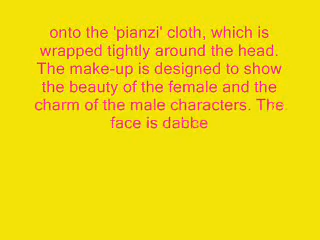 onto the 'pianzi' cloth, which is
wrapped tightly around the head.
The make-up is designed to show
the beauty of the female and the
charm of the male characters. The
face is dabbe